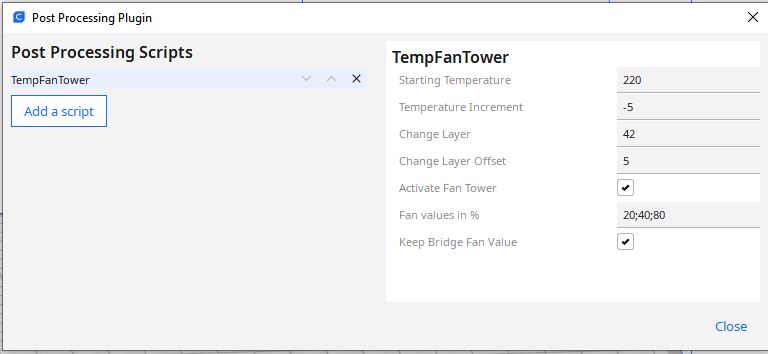 Post Processing Plugin
Post Processing Scripts
TempFanTower
Add a script
TempFanTower
Starting Temperature 220
Temperature Increment -5
Change Layer 42
Change Layer Offset 5
Activate Fan Tower
Fan values in % 20;40;80
Keep Bridge Fan Value
Close